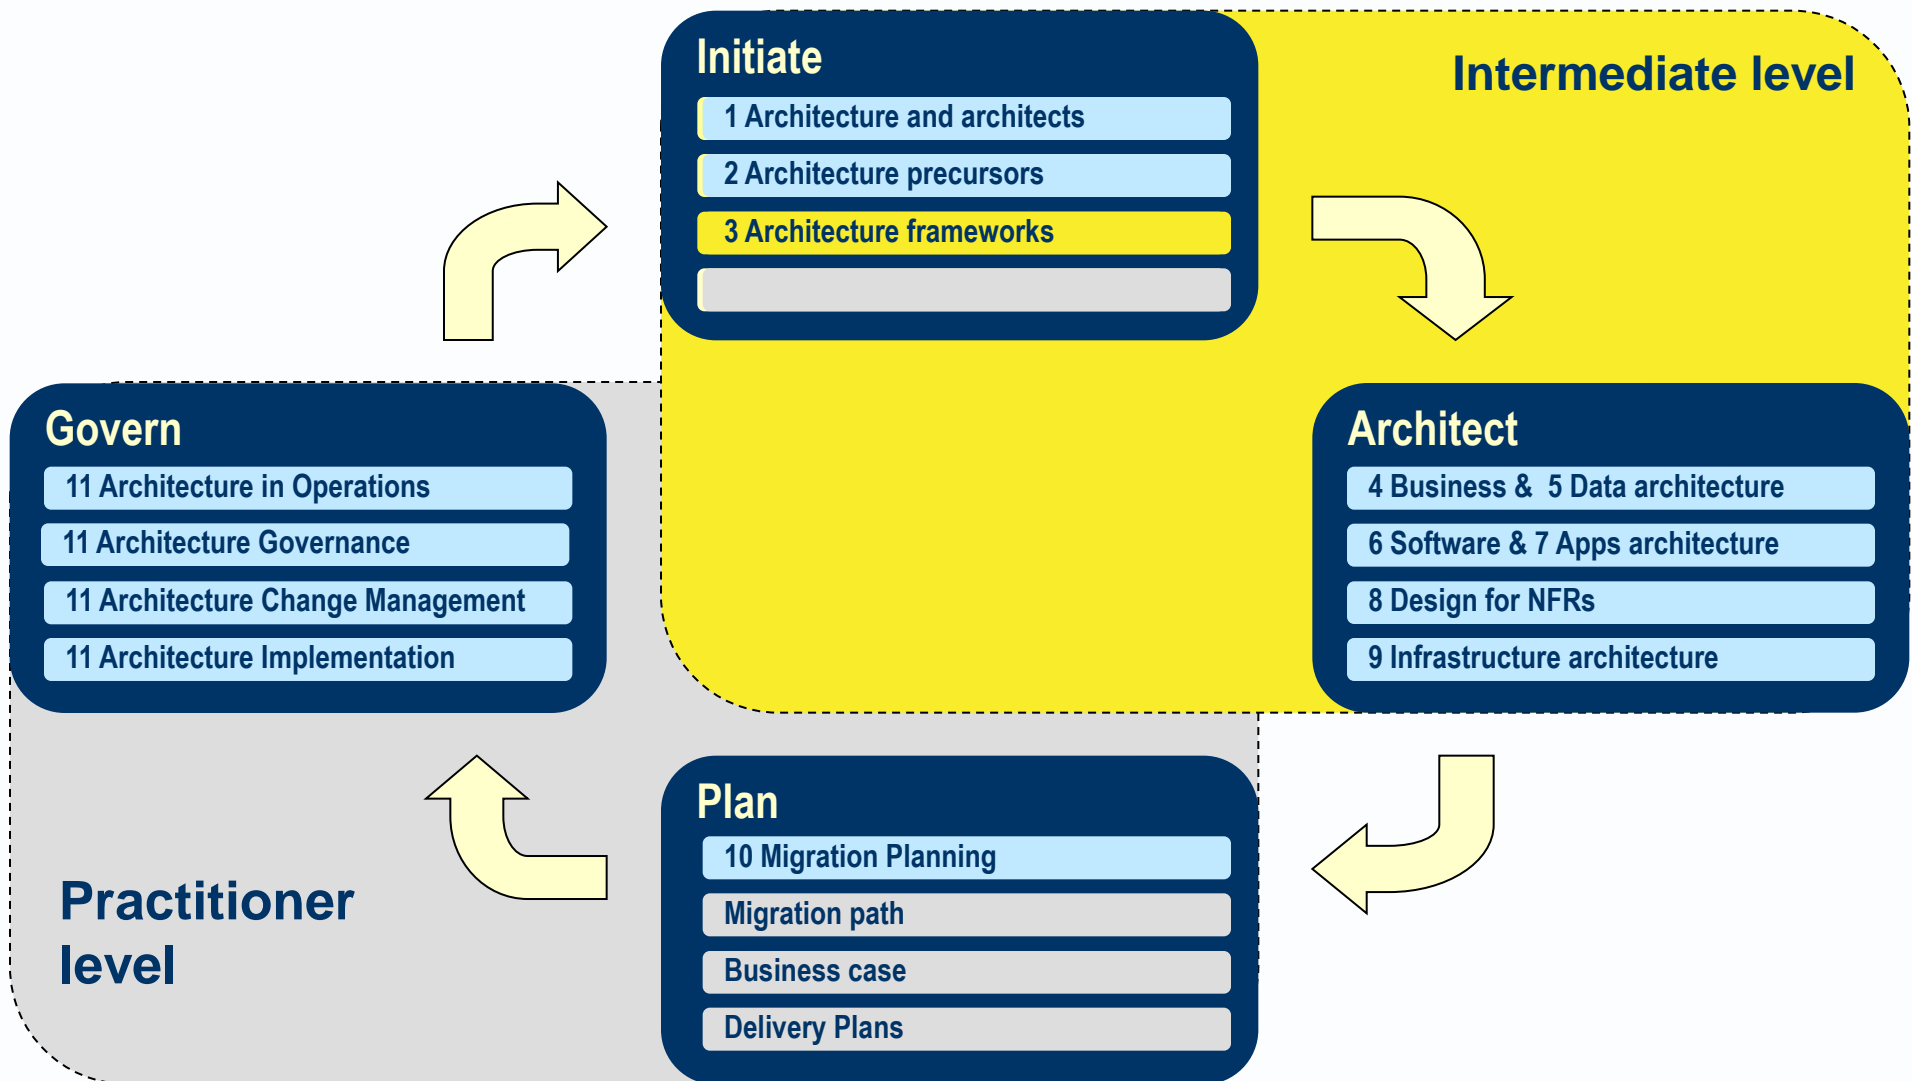 Initiate
1 Architecture and architects
2 Architecture precursors
3 Architecture frameworks
Intermediate level
Govern
11 Architecture in Operations
11 Architecture Governance
11 Architecture Change Management
11 Architecture Implementation
Architect
4 Business &  5 Data architecture
6 Software & 7 Apps architecture
8 Design for NFRs
9 Infrastructure architecture
Practitioner
level
Plan
10 Migration Planning
Migration path
Business case
Delivery Plans